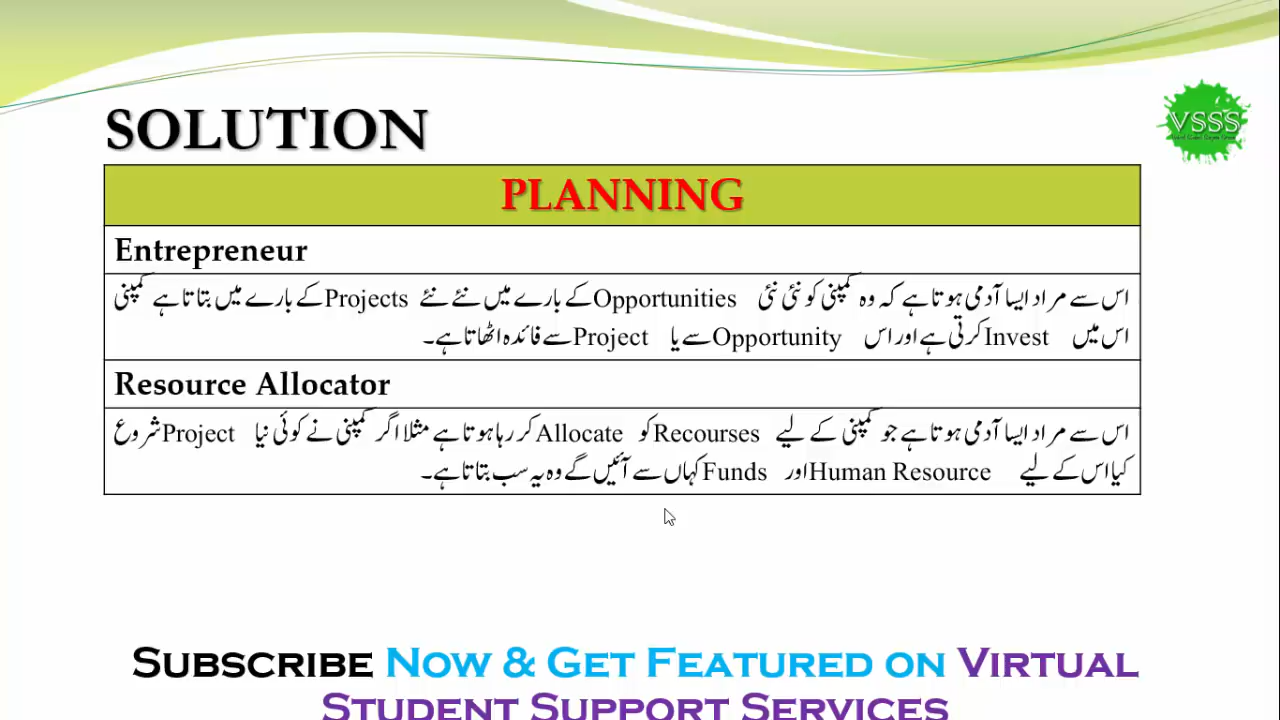 SOLUTION
VSSS
PLANNING
Entrepreneur
اس سے مراد ایسا آدمی ہوتا ہے کہ وہ کمپنی کو نئی نئی Opportunities کے بارے میں نئے نئے Projects کے بارے میں بتاتا ہے کمپنی
اس میں Invest کرتی ہے اور اس Opportunity سے یا Project سے فائدہ اٹھاتا ہے۔
Resource Allocator
اس سے مراد ایسا آدمی ہوتا ہے جو کمپنی کے لیے Recourses کو Allocate کر رہا ہوتا ہے مثلا اگر کمپنی نے کوئی نیا Project شروع
کیا اس کے لیے Human Resource اور Funds کہاں سے آئیں گے وہ یہ سب بتاتا ہے۔
SUBSCRIBE NOW & GET FEATURED ON VIRTUAL
STUDENT SUPPORT SERVICES